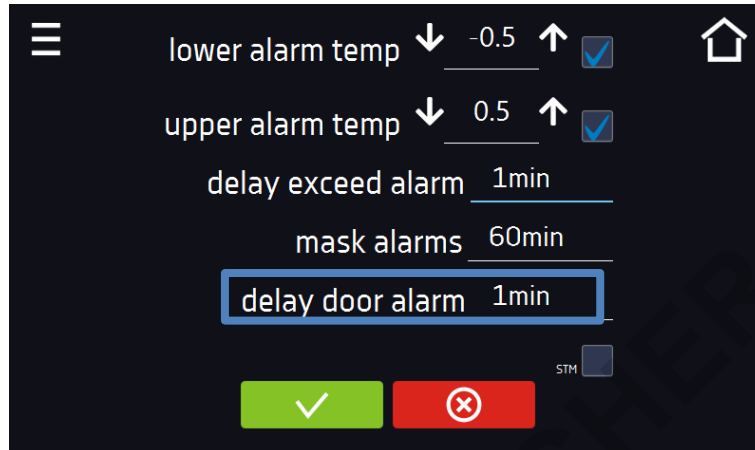 lower alarm temp -0.5
upper alarm temp 0.5
delay exceed alarm 1min
mask alarms 60min
delay door alarm 1min
STM